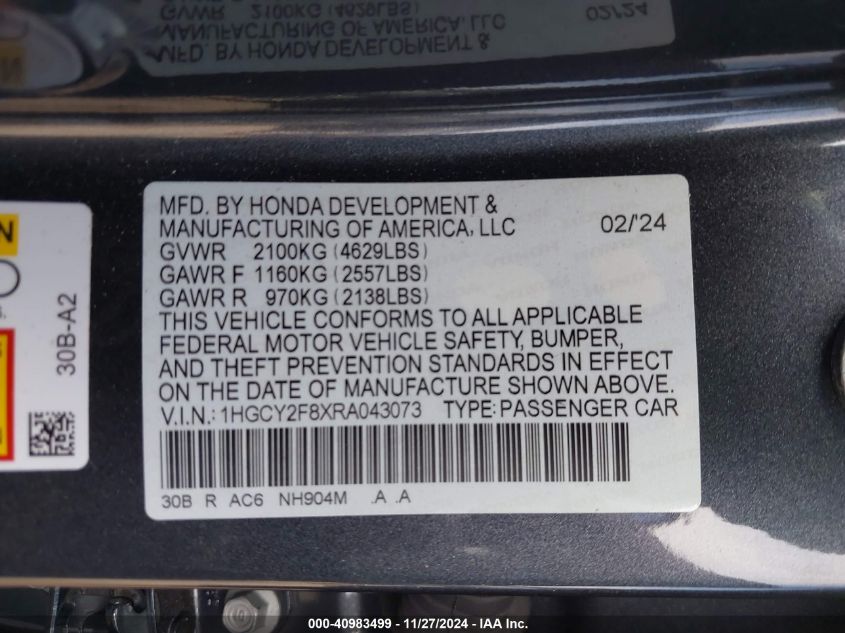 MFD. BY HONDA DEVELOPMENT &
MANUFACTURING OF AMERICA, LLC 02/'24
GVWR 2100KG (4629LBS)
GAWR F 1160KG (2557LBS)
GAWR R 970KG (2138LBS)
THIS VEHICLE CONFORMS TO ALL APPLICABLE
FEDERAL MOTOR VEHICLE SAFETY, BUMPER,
AND THEFT PREVENTION STANDARDS IN EFFECT
ON THE DATE OF MANUFACTURE SHOWN ABOVE.
V.I.N.: 1HGCY2F8XRA043073 TYPE: PASSENGER CAR
30B R AC6 NH904M .A .A
30B-A2
000-40983499 - 11/27/2024 - IAA Inc.